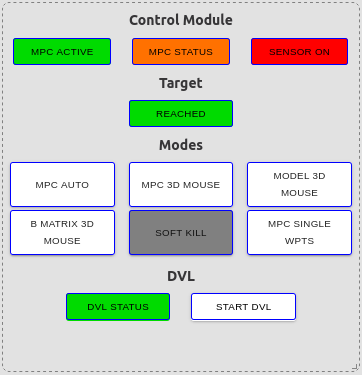 Control Module
MPC ACTIVE
MPC STATUS
SENSOR ON
Target
REACHED
Modes
MPC AUTO
MPC 3D MOUSE
MODEL 3D
MOUSE
B MATRIX 3D
MOUSE
SOFT KILL
MPC SINGLE
WPTS
DVL
DVL STATUS
START DVL